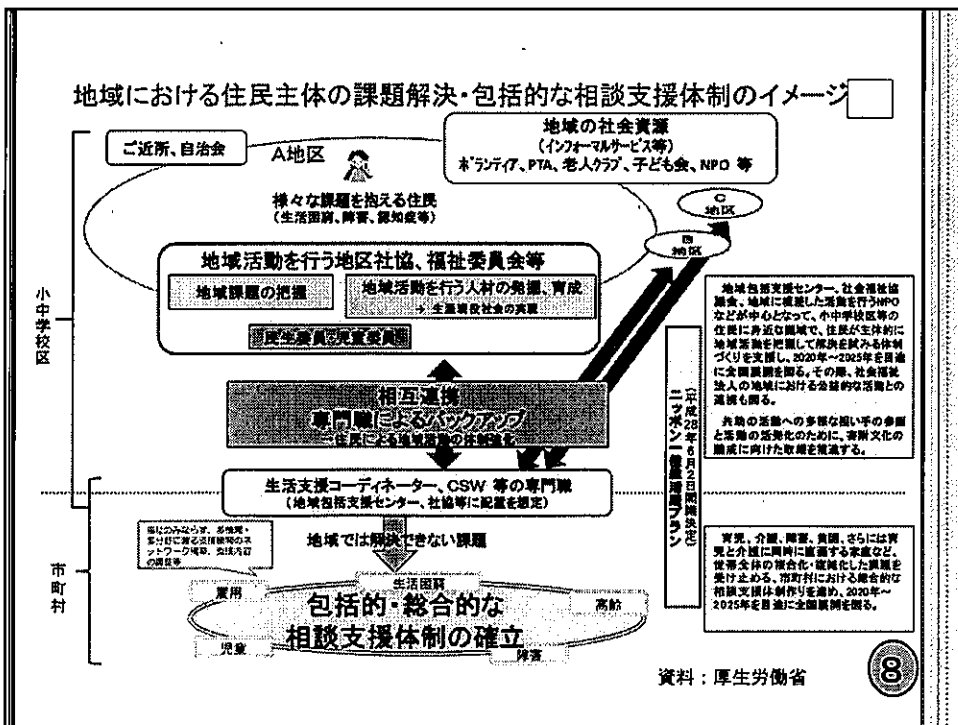 地域における住民主体の課題解決・包括的な相談支援体制のイメージ
ご近所、自治会
A地区
地域の社会資源
(インフォーマルサービス等)
ボランティア、PTA、老人クラブ、子ども会、NPO 等
C
地区
B
地区
様々な課題を抱える住民
(生活困窮、障害、認知症等)
地域活動を行う地区社協、福祉委員会等
地域課題の把握
地域活動を行う人材の発掘、育成
→ 生涯現役社会の実現
民生委員・児童委員
小中学校区
相互連携
専門職によるバックアップ
住民による地域活動の体制強化
生活支援コーディネーター、CSW 等の専門職
(地域包括支援センター、社協等に配置を想定)
ニッポン一億総活躍プラン
(平成28年6月2日閣議決定)
地域包括支援センター、社会福祉協
議会、地域に根差した活動を行うNPO
などが中心となって、小中学校区等の
住民に身近な圏域で、住民が主体的に
地域活動を把握して解決を試みる体制
づくりを支援し、2020年～2025年を目途
に全国展開を図る。その際、社会福祉
法人の地域における公益的な活動との
連携も図る。
共助の活動への多様な担い手の参画
と活動の活発化のために、寄附文化の
醸成に向けた取組を推進する。
市町村
地域では解決できない課題
生活困窮
雇用
高齢
包括的・総合的な
相談支援体制の確立
児童
障害
育児、介護、障害、貧困、さらには育
児と介護に同時に直面する家庭など、
世帯全体の複合化・複雑化した課題を
受け止める、市町村における総合的な
相談支援体制作りを進め、2020年～
2025年を目途に全国展開を図る。
資料：厚生労働省
8